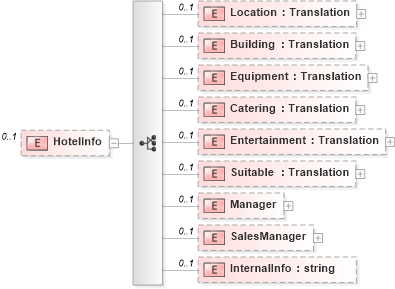 0..1
E Location : Translation
0..1
E Building : Translation
0..1
E Equipment : Translation
0..1
E Catering : Translation
0..1
E HotelInfo
0..1
E Entertainment : Translation
0..1
E Suitable : Translation
0..1
E Manager
0..1
E SalesManager
0..1
E InternalInfo : string